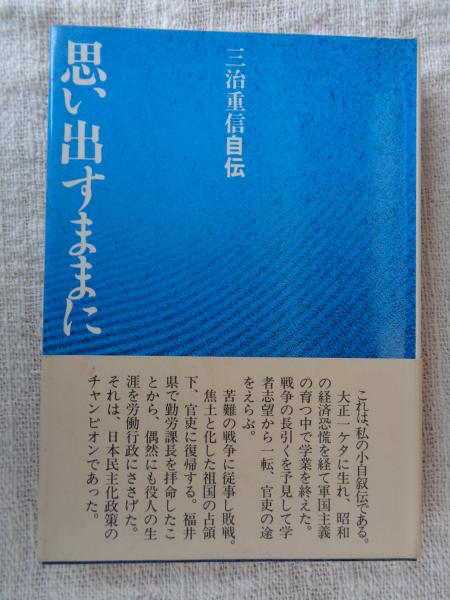 三治重信自伝
思い出すままに
これは、私の小自叙伝である。
大正一ケタに生れ、昭和
の経済恐慌を経て軍国主義
の育つ中で学業を終えた。
戦争の長引くを予見して学
者志望から一転、官吏の途
をえらぶ。
苦難の戦争に従事し敗戦。
焦土と化した祖国の占領
下、官吏に復帰する。福井
県で勤労課長を拝命したこ
とから、偶然にも役人の生
涯を労働行政にささげた。
それは、日本民主化政策の
チャンピオンであった。